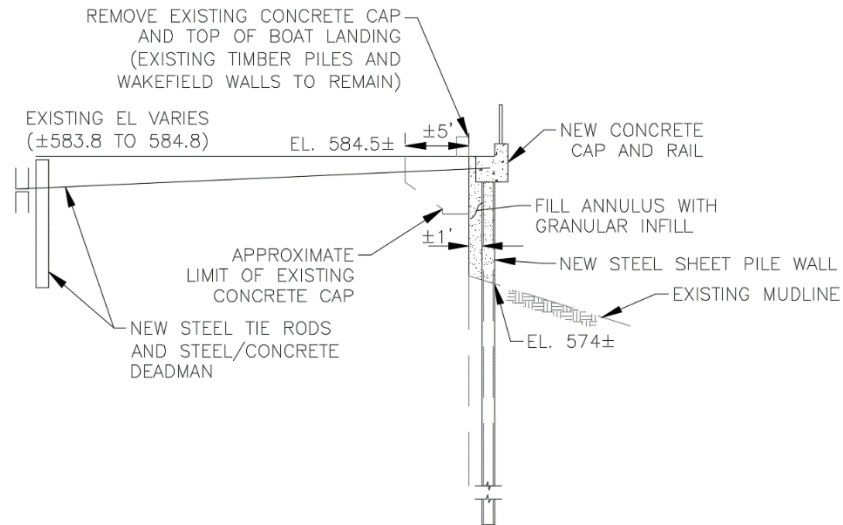 REMOVE EXISTING CONCRETE CAP
AND TOP OF BOAT LANDING
(EXISTING TIMBER PILES AND
WAKEFIELD WALLS TO REMAIN)
EXISTING EL VARIES
(±583.8 TO 584.8)
EL. 584.5±
±5'
NEW CONCRETE
CAP AND RAIL
FILL ANNULUS WITH
GRANULAR INFILL
±1'
APPROXIMATE
LIMIT OF EXISTING
CONCRETE CAP
NEW STEEL SHEET PILE WALL
EXISTING MUDLINE
NEW STEEL TIE RODS
AND STEEL/CONCRETE
DEADMAN
EL. 574±